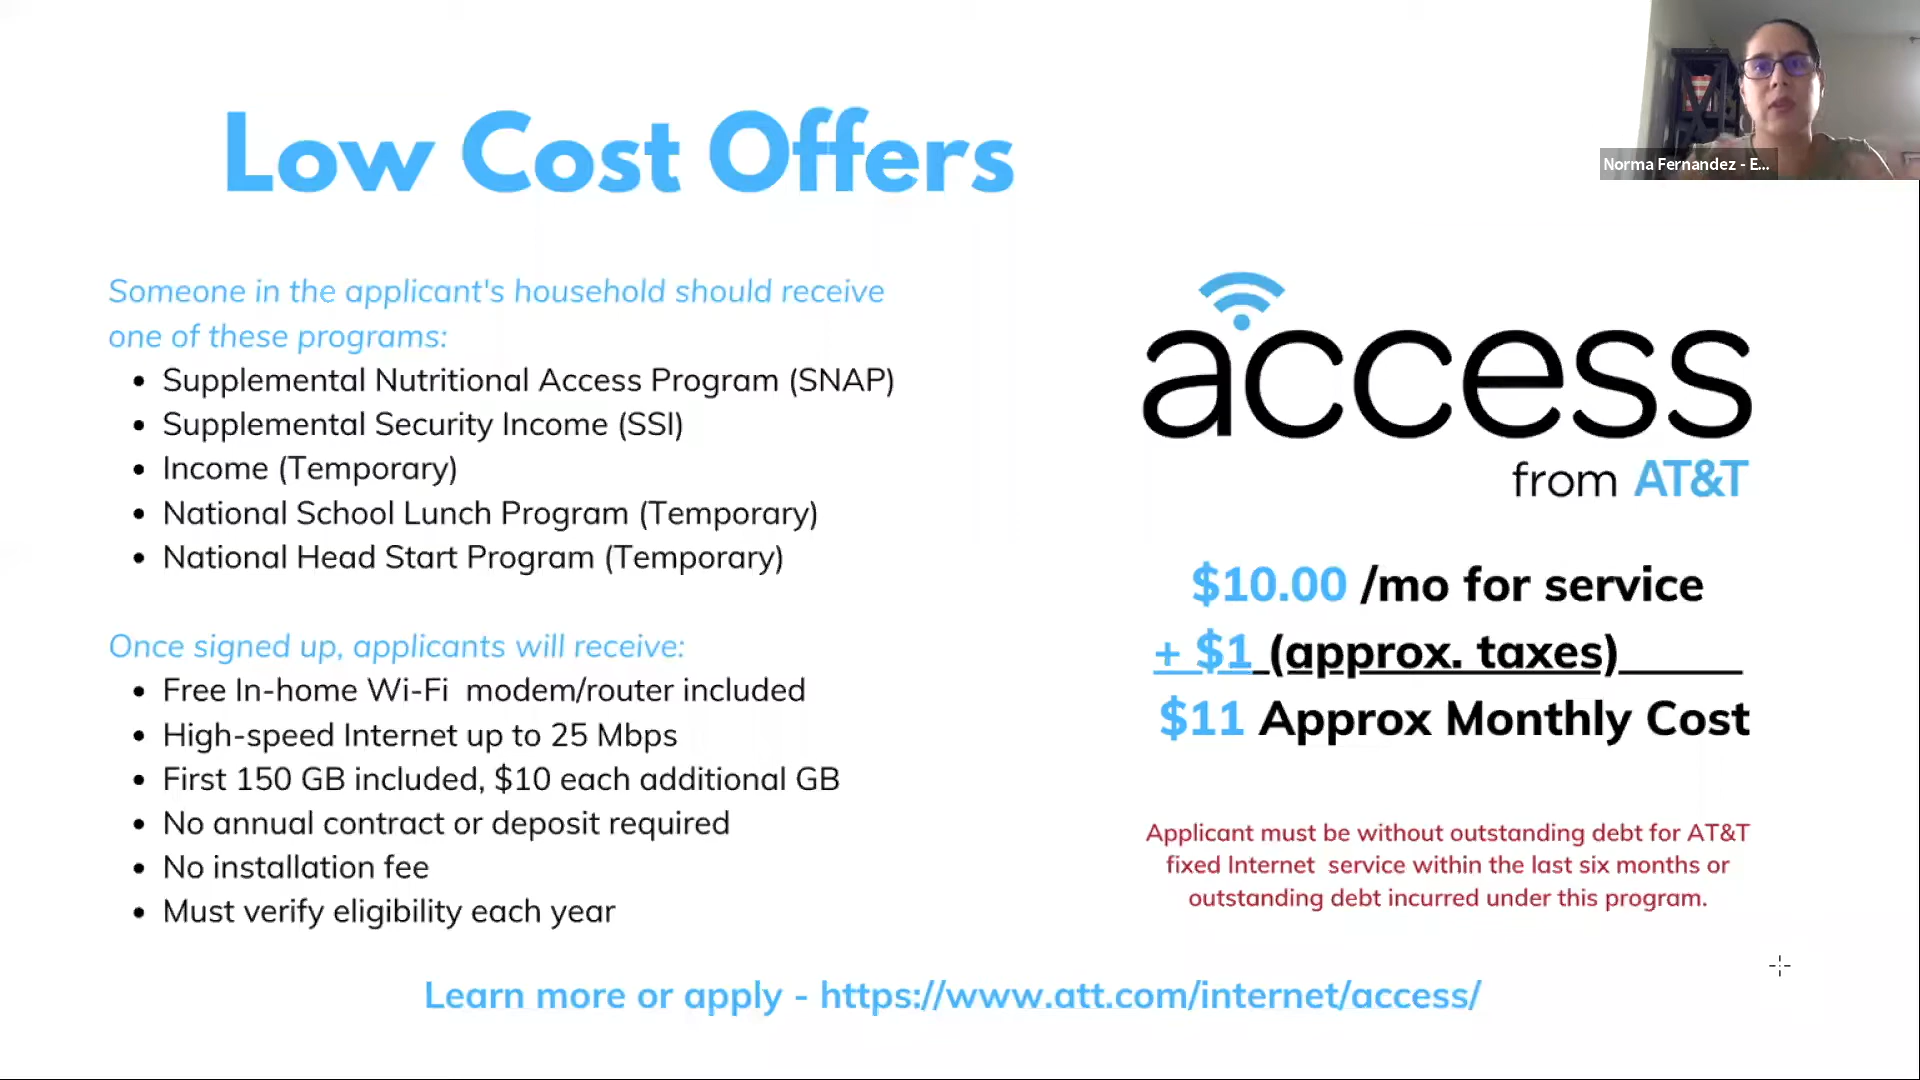 Low Cost Offers
Norma Fernandez - E...
Someone in the applicant's household should receive
one of these programs:
• Supplemental Nutritional Access Program (SNAP)
• Supplemental Security Income (SSI)
• Income (Temporary)
• National School Lunch Program (Temporary)
• National Head Start Program (Temporary)
Once signed up, applicants will receive:
• Free In-home Wi-Fi  modem/router included
• High-speed Internet up to 25 Mbps
• First 150 GB included, $10 each additional GB
• No annual contract or deposit required
• No installation fee
• Must verify eligibility each year
access
from AT&T
$10.00 /mo for service
+ $1 (approx. taxes)______
$11 Approx Monthly Cost
Applicant must be without outstanding debt for AT&T
fixed Internet  service within the last six months or
outstanding debt incurred under this program.
Learn more or apply - https://www.att.com/internet/access/